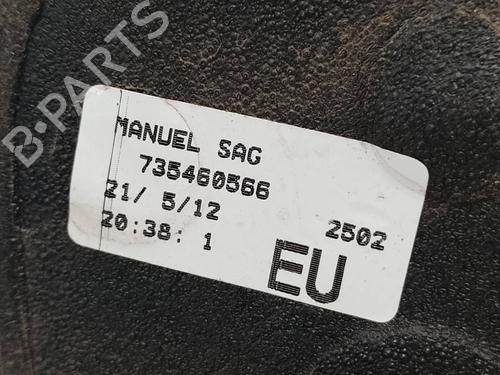 B-PARTS
MANUEL SAG
735460566
21/ 5/12
20:38: 1
2502
EU